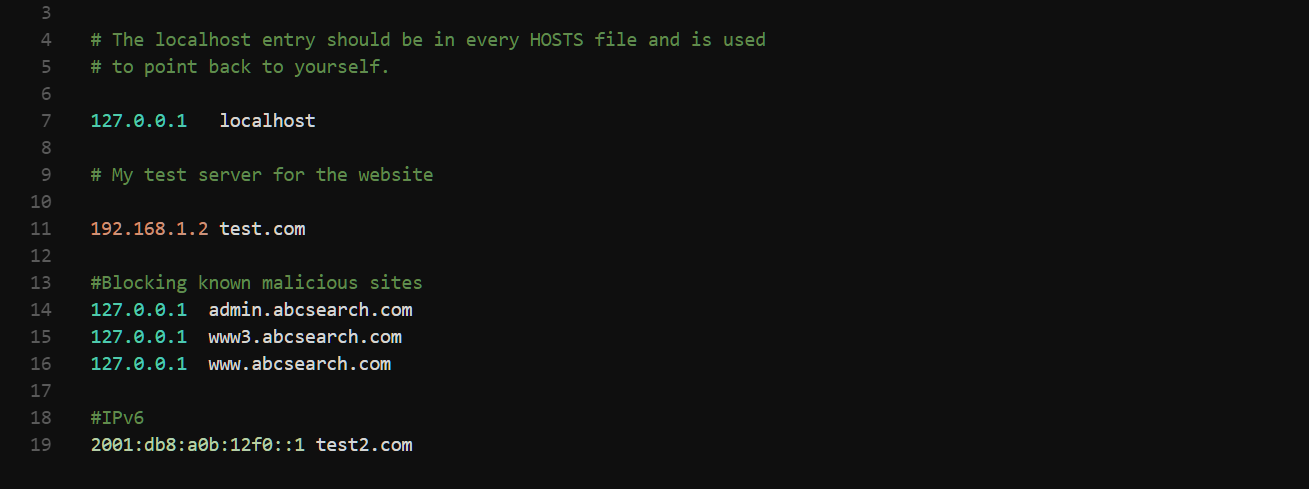 3
4 # The localhost entry should be in every HOSTS file and is used
5 # to point back to yourself.
6
7 127.0.0.1   localhost
8
9 # My test server for the website
10
11 192.168.1.2 test.com
12
13 #Blocking known malicious sites
14 127.0.0.1  admin.abcsearch.com
15 127.0.0.1  www3.abcsearch.com
16 127.0.0.1  www.abcsearch.com
17
18 #IPv6
19 2001:db8:a0b:12f0::1 test2.com